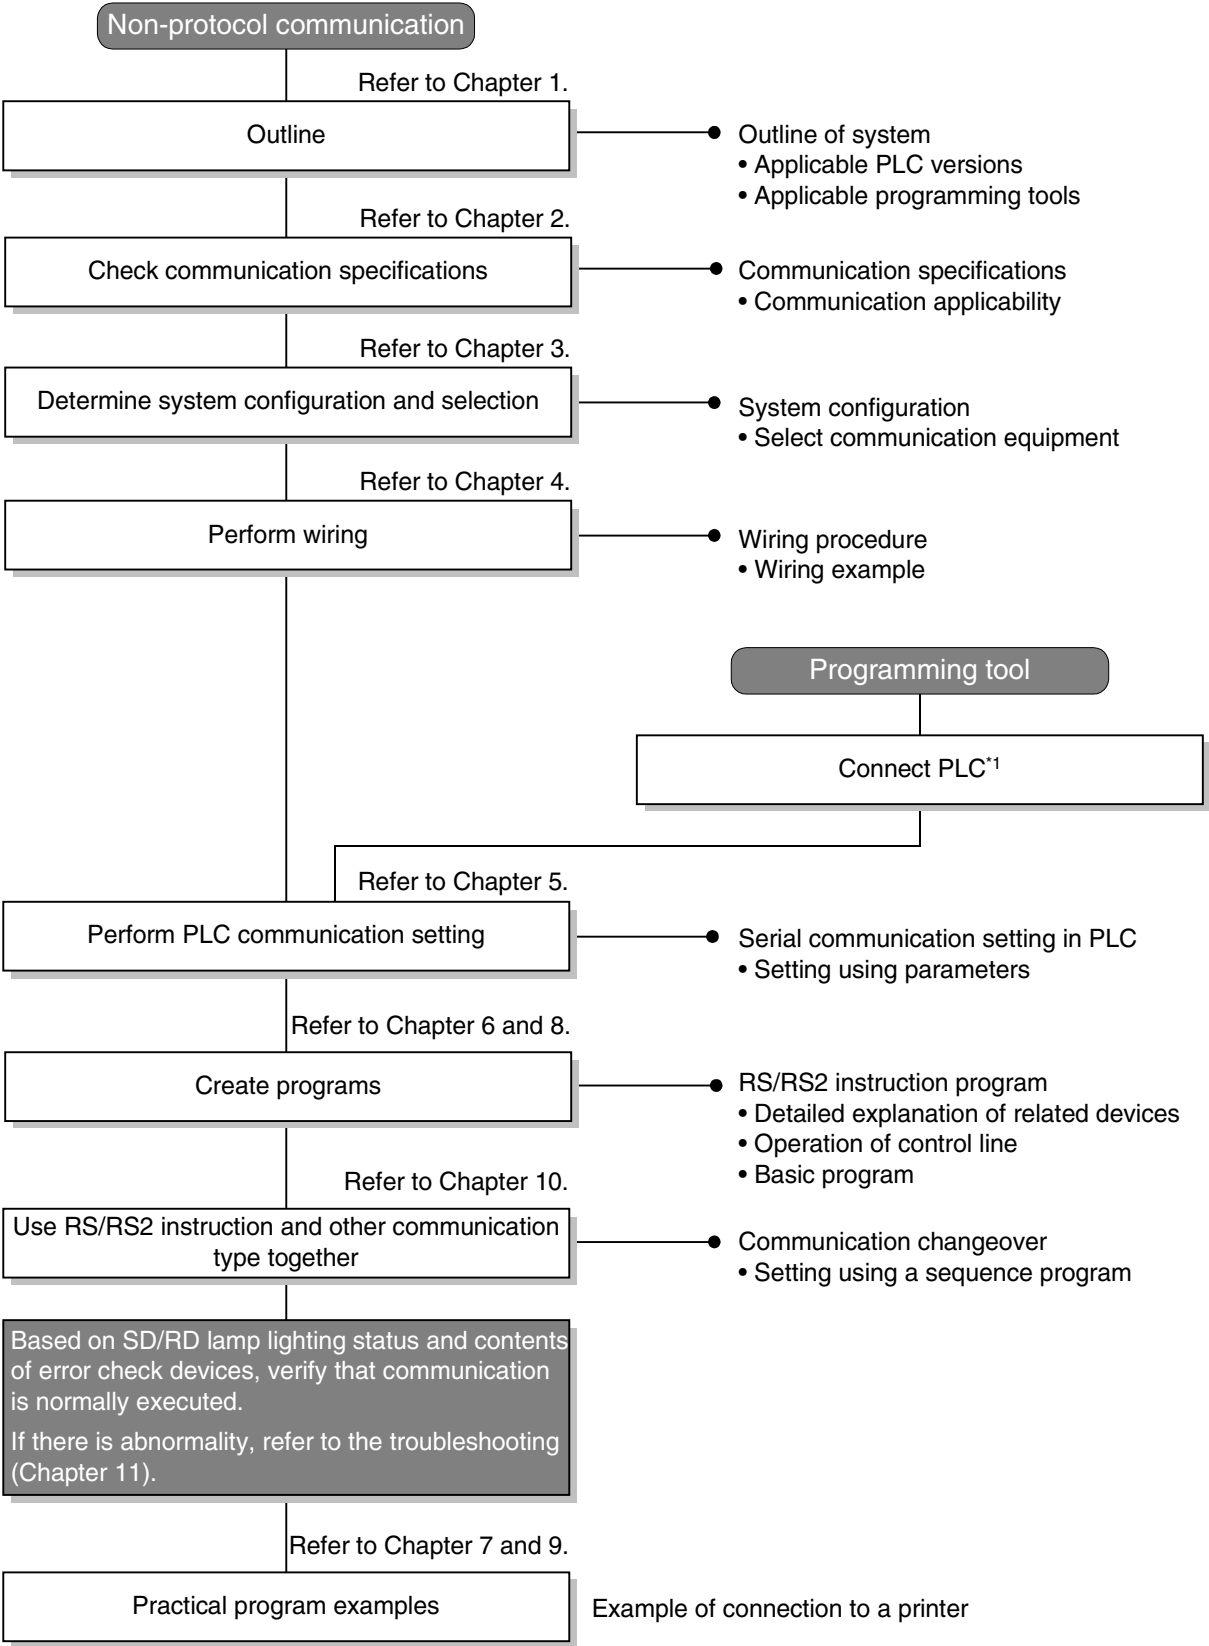 Non-protocol communication
Refer to Chapter 1.
Outline
Outline of system
• Applicable PLC versions
• Applicable programming tools
Refer to Chapter 2.
Check communication specifications
Communication specifications
• Communication applicability
Refer to Chapter 3.
Determine system configuration and selection
System configuration
• Select communication equipment
Refer to Chapter 4.
Perform wiring
Wiring procedure
• Wiring example
Programming tool
Connect PLC*1
Refer to Chapter 5.
Perform PLC communication setting
Serial communication setting in PLC
• Setting using parameters
Refer to Chapter 6 and 8.
Create programs
RS/RS2 instruction program
• Detailed explanation of related devices
• Operation of control line
• Basic program
Refer to Chapter 10.
Use RS/RS2 instruction and other communication
type together
Communication changeover
• Setting using a sequence program
Based on SD/RD lamp lighting status and contents
of error check devices, verify that communication
is normally executed.
If there is abnormality, refer to the troubleshooting
(Chapter 11).
Refer to Chapter 7 and 9.
Practical program examples
Example of connection to a printer